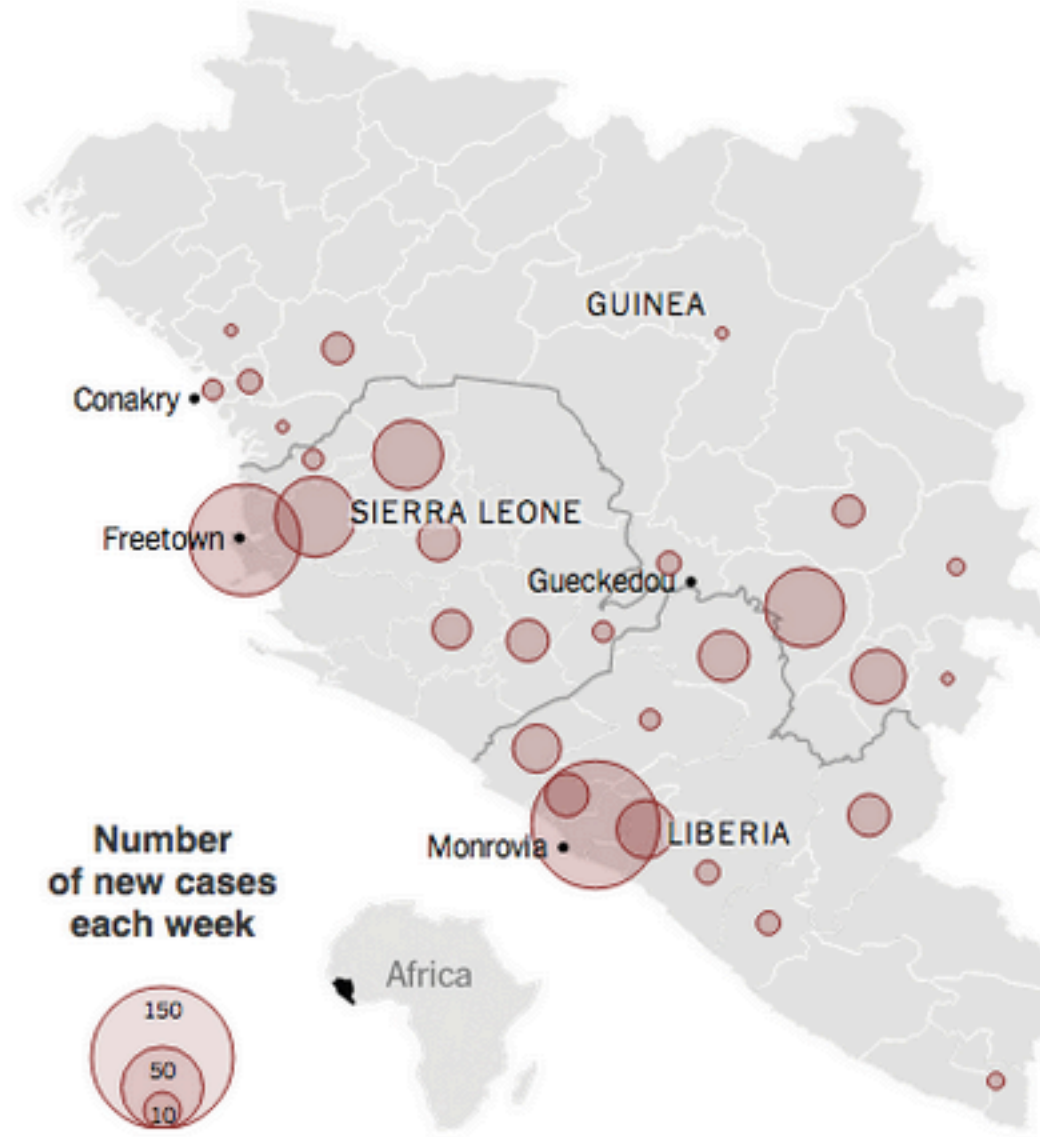 GUINEA
Conakry
SIERRA LEONE
Freetown
Gueckedou
LIBERIA
Monrovia
Number
of new cases
each week
150
50
10
Africa